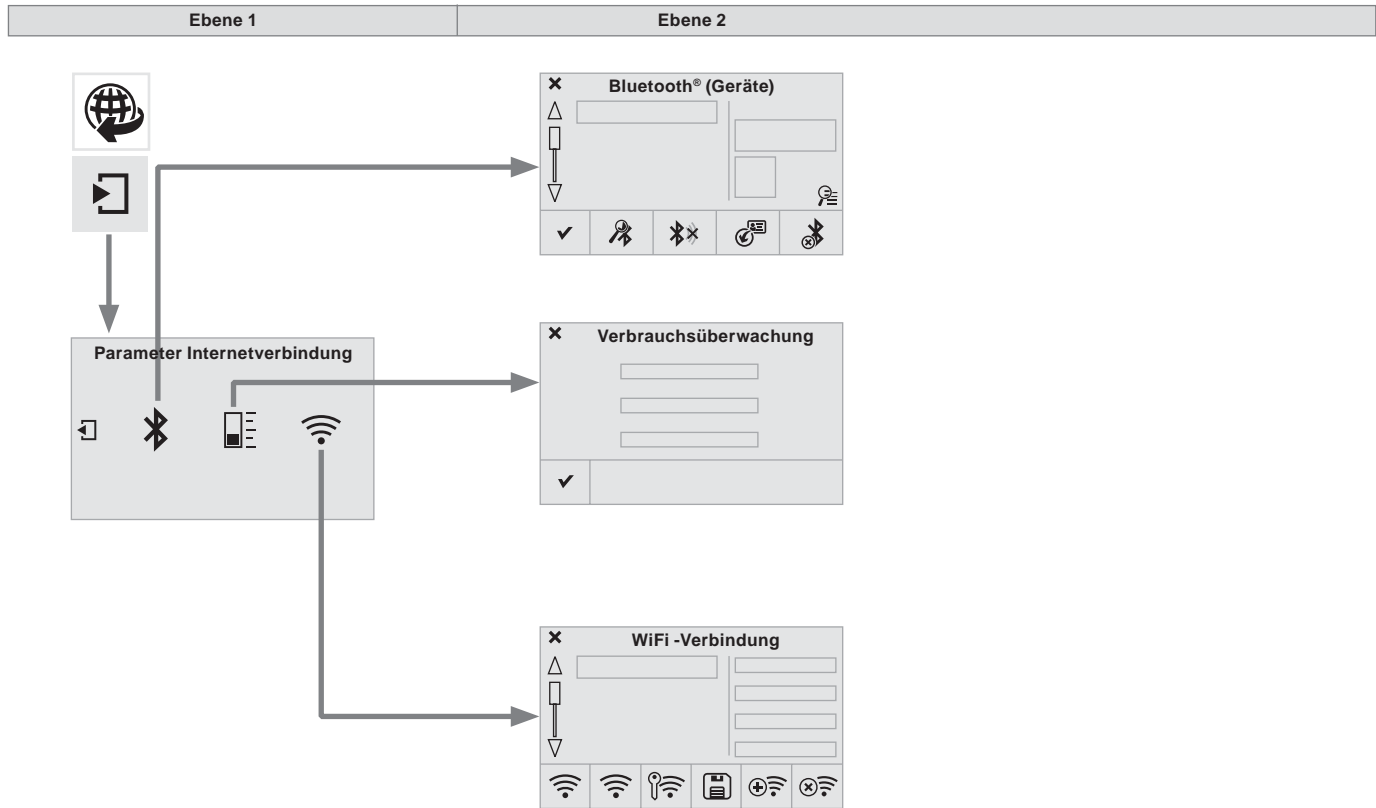 Ebene 1
Ebene 2
Bluetooth® (Geräte)
Parameter Internetverbindung
Verbrauchsüberwachung
WiFi -Verbindung